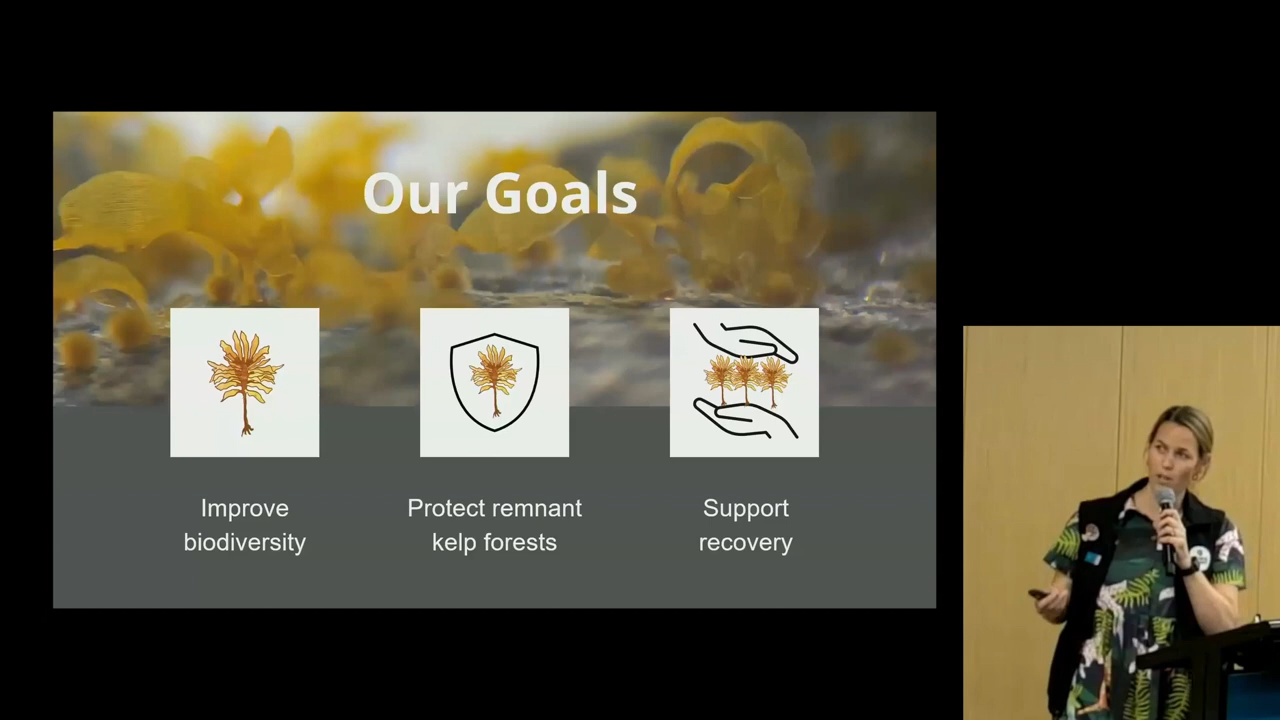 Our Goals
Improve
biodiversity
Protect remnant
kelp forests
Support
recovery